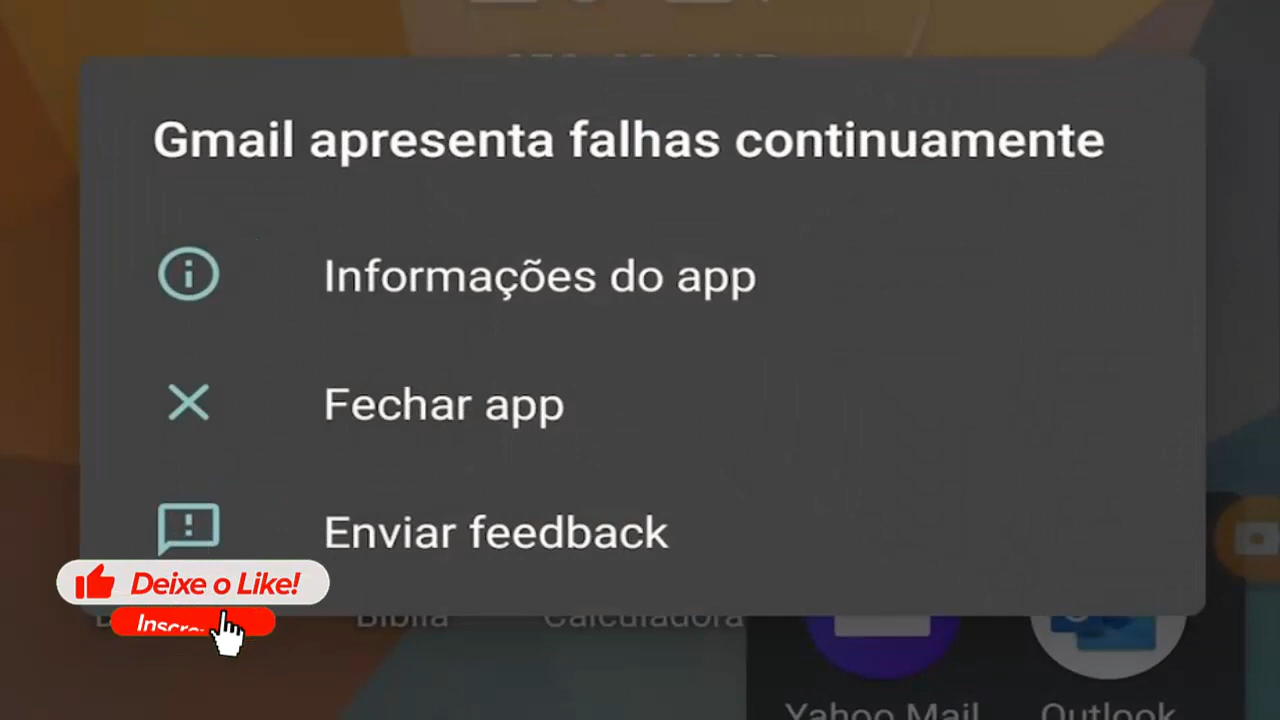 Gmail apresenta falhas continuamente
Informações do app
Fechar app
Enviar feedback
Deixe o Like!
Bíblia
Calculadora
Yahoo Mail
Outlook